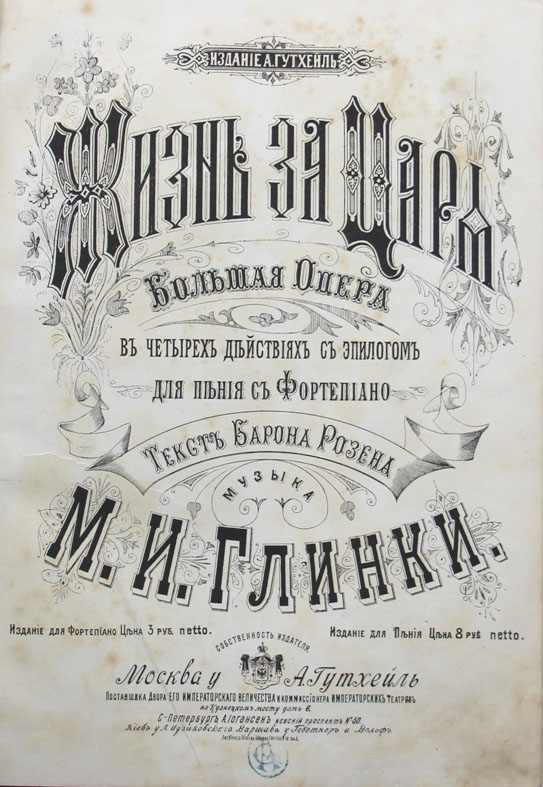 ИЗДАНІЕ А.ГУТХЕЙЛЬ
ЖИЗНЬ ЗА ЦАРЯ
БОЛЬШАЯ ОПЕРА
ВЪ ЧЕТЫРЕХЪ ДѢЙСТВІЯХЪ СЪ ЭПИЛОГОМЪ
ДЛЯ ПѢНІЯ СЪ ФОРТЕПІАНО
ТЕКСТЪ БАРОНА РОЗЕНА
МУЗЫКА
М. И. ГЛИНКИ.
Изданіе для Фортепіано Цѣна 3 руб. netto.
Изданіе для Пѣнія Цѣна 8 руб netto.
СОБСТВЕННОСТЬ ИЗДАТЕЛЯ
Москва у А.Гутхейль
ПОСТАВЩИКА ДВОРА ЕГО ИМПЕРАТОРСКАГО ВЕЛИЧЕСТВА И КОММИССІОНЕРА ИМПЕРАТОРСКИХЪ ТЕАТРОВЪ
на Кузнецкомъ мосту домъ 6.
С-Петербургъ А.Іогансенъ невскій проспектъ № 50.
Кіевъ у Варшава у Гебетнеръ и Вольфъ